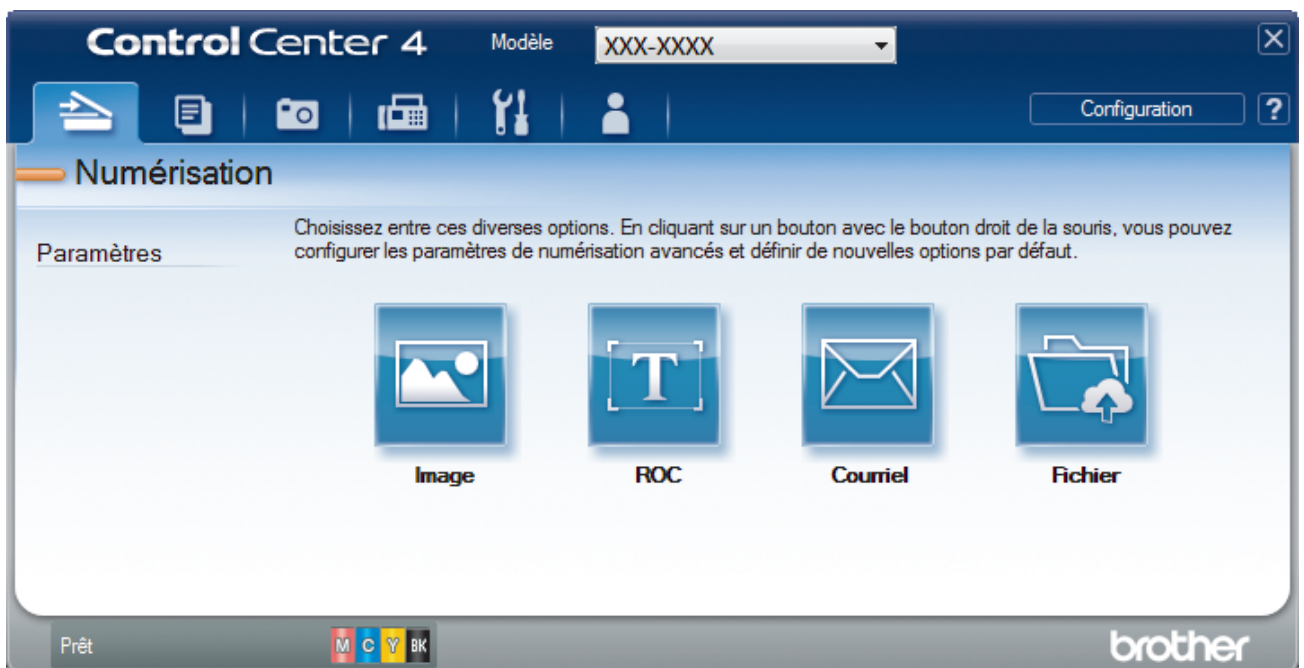 Control Center 4 Modèle XXX-XXXX
Configuration ?
Numérisation
Paramètres
Choisissez entre ces diverses options. En cliquant sur un bouton avec le bouton droit de la souris, vous pouvez
configurer les paramètres de numérisation avancés et définir de nouvelles options par défaut.
T
Image ROC Courriel Fichier
Prêt M C Y BK brother